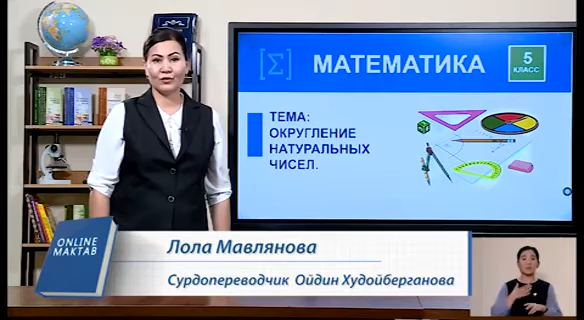 МАТЕМАТИКА
5
КЛАСС
ТЕМА:
ОКРУГЛЕНИЕ
НАТУРАЛЬНЫХ
ЧИСЕЛ.
ONLINE
MAKTAB
Лола Мавлянова
Сурдопереводчик Ойдин Худойберганова